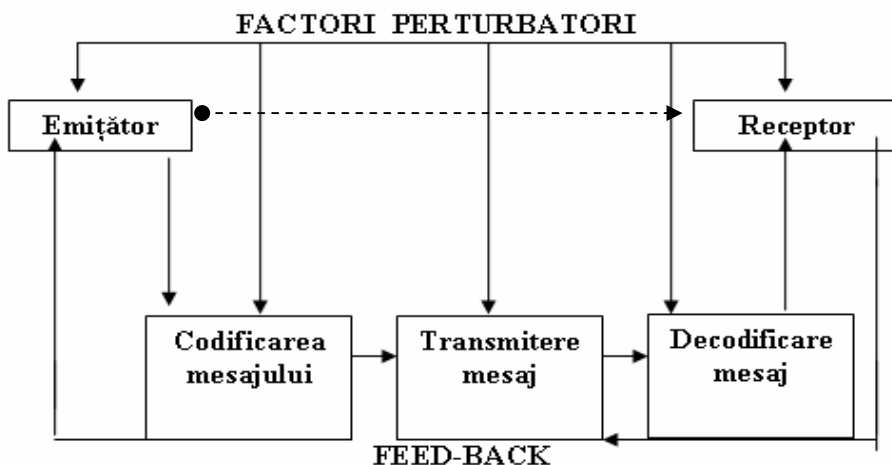 FACTORI PERTURBATORI
Emițător
Receptor
Codificarea
mesajului
Transmitere
mesaj
Decodificare
mesaj
FEED-BACK